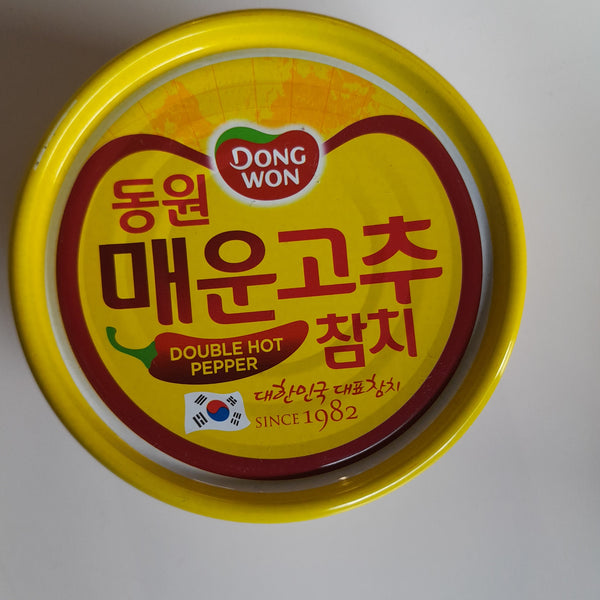 DONG
WON
동원
매운고추
DOUBLE HOT
PEPPER
참치
대한민국 대표참치
SINCE 1982